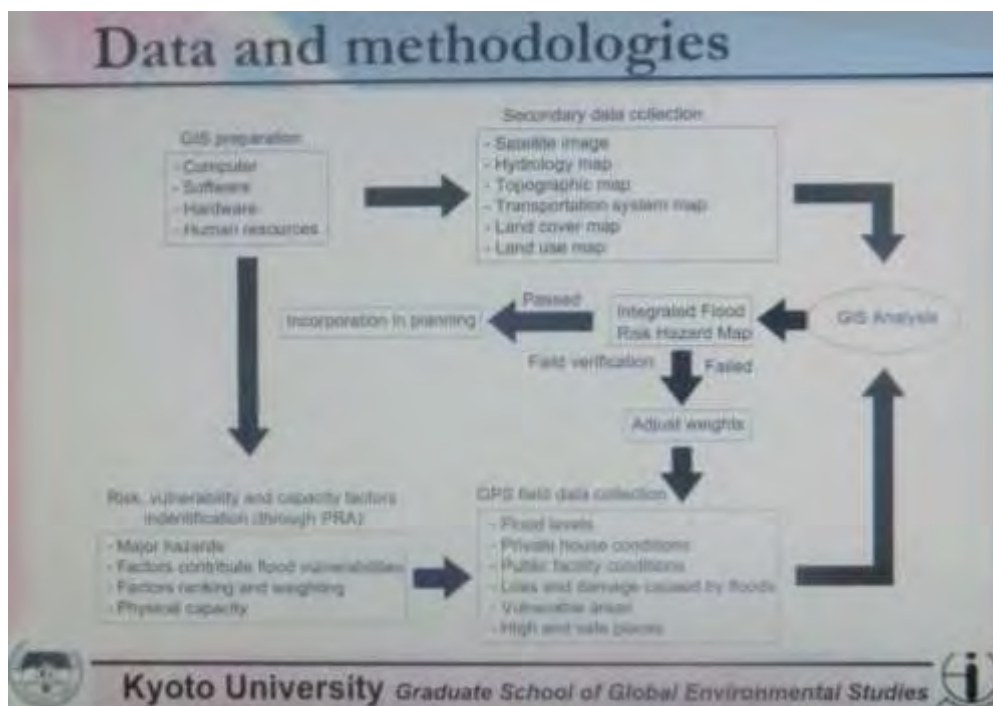 Data and methodologies
GIS preparation
- Computer
- Software
- Hardware
- Human resources
Secondary data collection
- Satellite image
- Hydrology map
- Topographic map
- Transportation system map
- Land cover map
- Land use map
GIS Analysis
Integrated Flood
Risk Hazard Map
Passed
Incorporation in planning
Field verification
Failed
Adjust weights
Risk, vulnerability and capacity factors
indentification (through PRA)
- Major hazards
- Factors contribute flood vulnerabilities
- Factors ranking and weighting
- Physical capacity
GPS field data collection
- Flood levels
- Private house conditions
- Public facility conditions
- Loss and damage caused by floods
- Vulnerable areas
- High and safe places
Kyoto University Graduate School of Global Environmental Studies